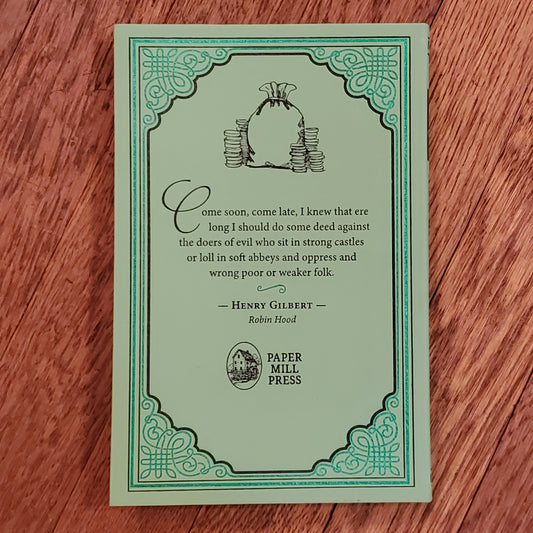 Come soon, come late, I knew that ere
long I should do some deed against
the doers of evil who sit in strong castles
or loll in soft abbeys and oppress and
wrong poor or weaker folk.
— Henry Gilbert —
Robin Hood
PAPER
MILL
PRESS